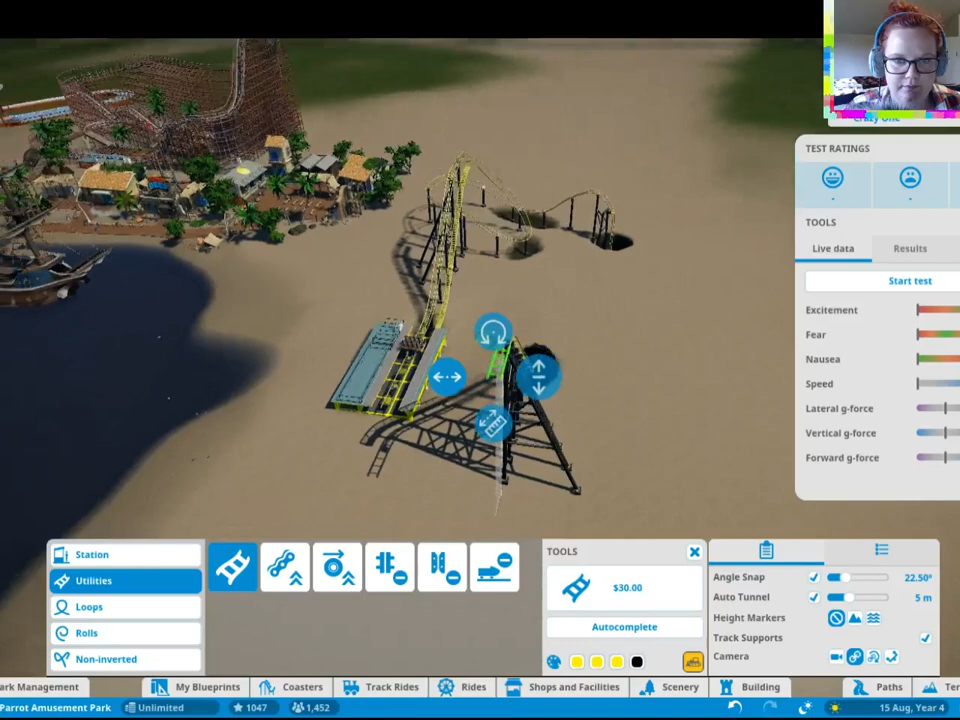 Crazy One
TEST RATINGS
-
-
TOOLS
Live data
Results
Start test
Excitement
Fear
Nausea
Speed
Lateral g-force
Vertical g-force
Forward g-force
Station
Utilities
Loops
Rolls
Non-inverted
TOOLS
$30.00
Autocomplete
Angle Snap
22.50°
Auto Tunnel
5 m
Height Markers
Track Supports
Camera
ark Management
My Blueprints
Coasters
Track Rides
Rides
Shops and Facilities
Scenery
Building
Paths
Ter
Parrot Amusement Park
Unlimited
1047
1,452
15 Aug, Year 4